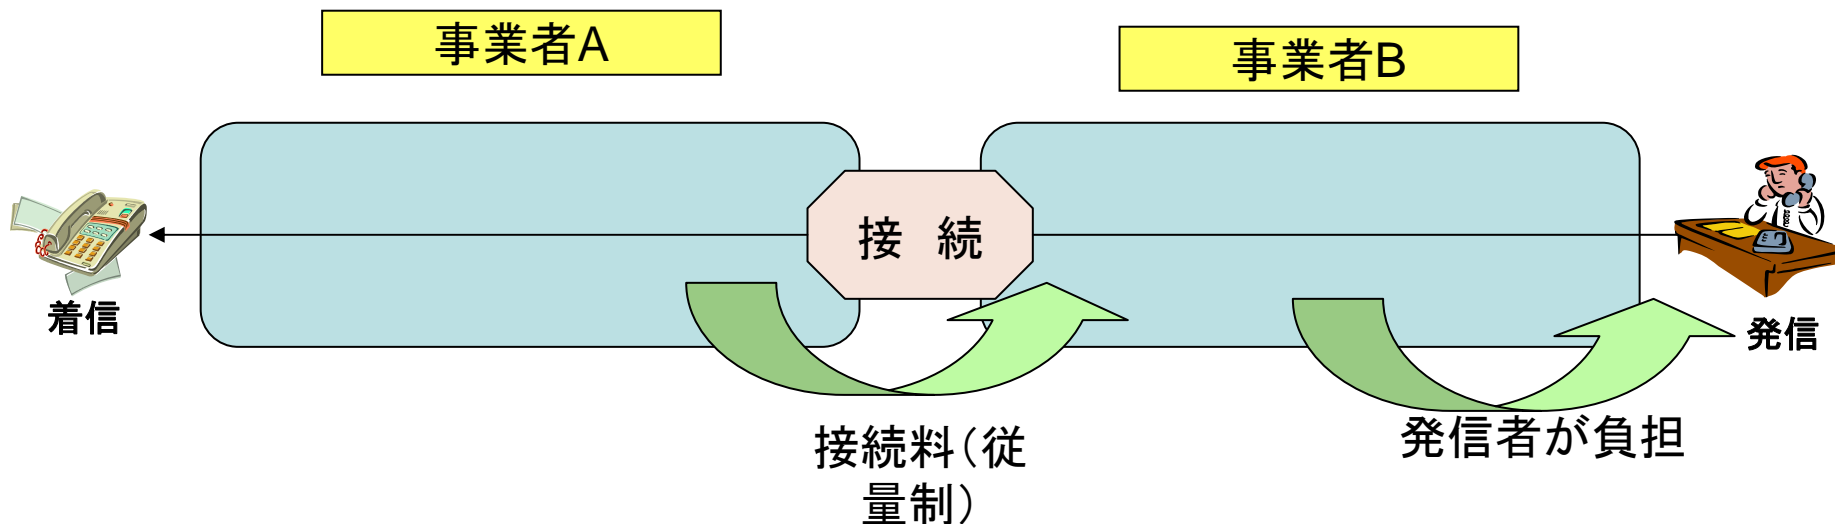 事業者A
事業者B
接　続
着信
発信
接続料（従
量制）
発信者が負担